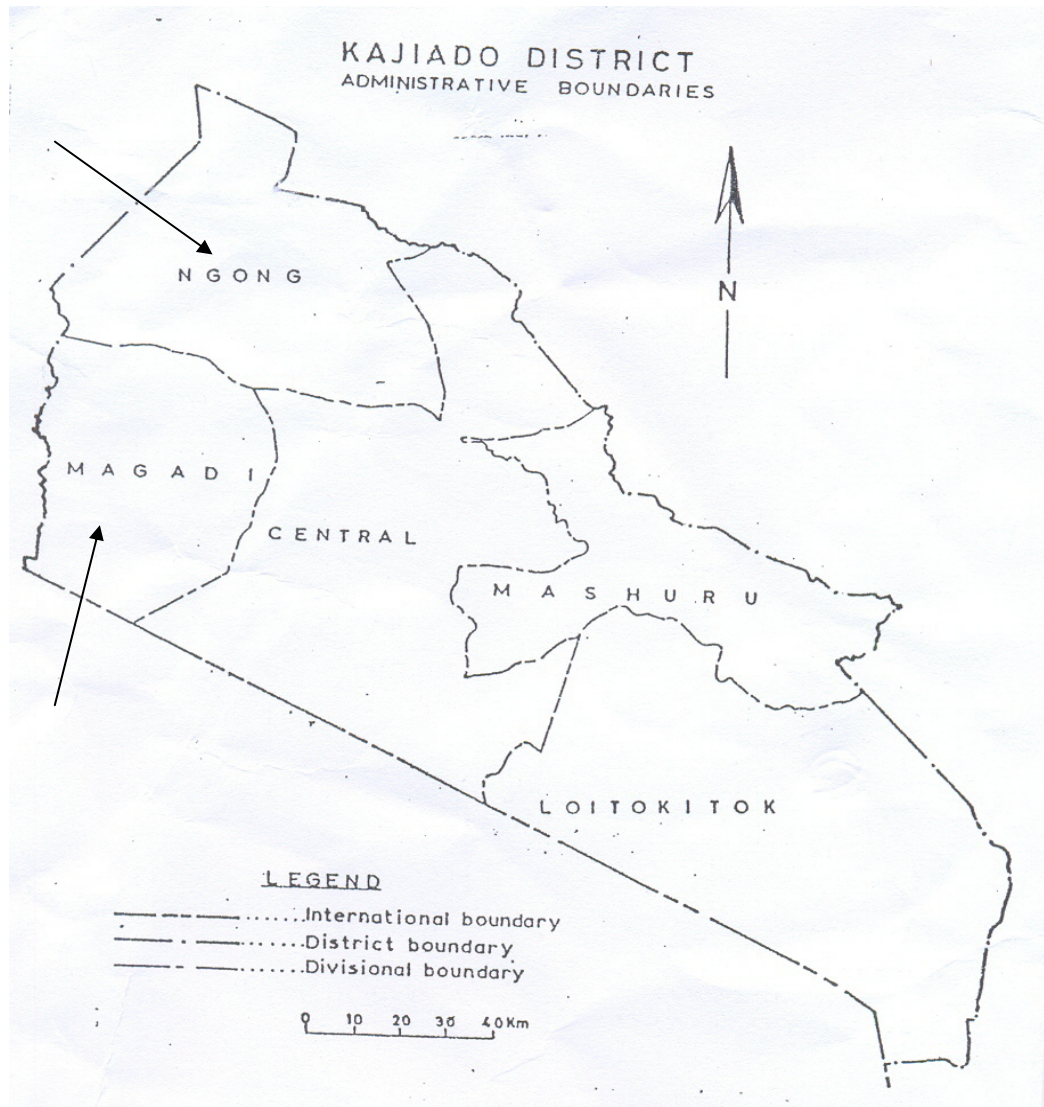 KAJIADO DISTRICT
ADMINISTRATIVE BOUNDARIES
N
NGONG
MAGADI
CENTRAL
MASHURU
LOITOKITOK
LEGEND
......International boundary
......District boundary
......Divisional boundary
0 10 20 30 40Km